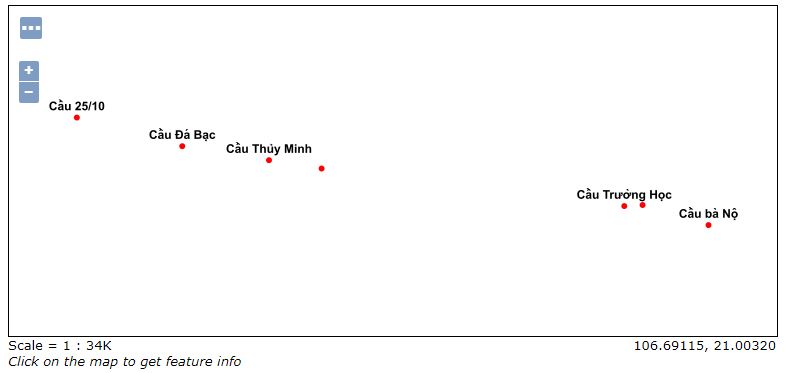 Cầu 25/10
Cầu Đá Bạc
Cầu Thủy Minh
Cầu Trưởng Học
Cầu bà Nộ
Scale = 1 : 34K
106.69115, 21.00320
Click on the map to get feature info